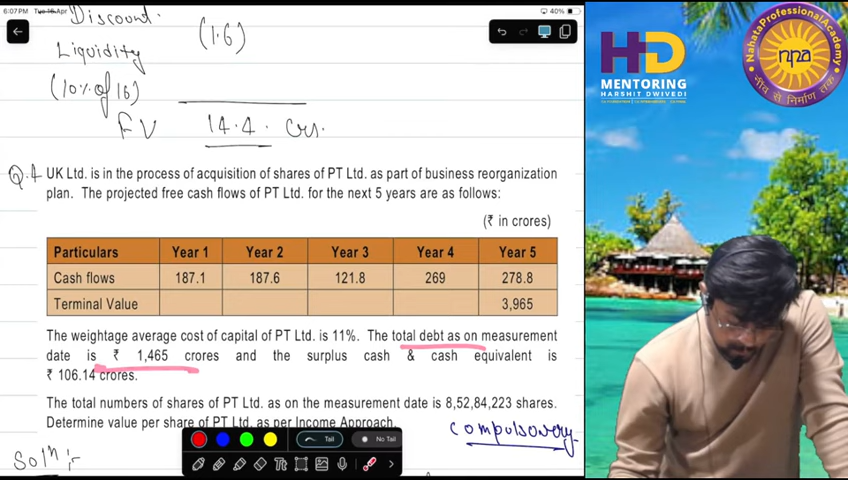 6:07PM Tue 16 Apr
40%
Discount.
(1.6)
Liquidity
(10% of 16)
FV 14.4. Crs.
Q.4 UK Ltd. is in the process of acquisition of shares of PT Ltd. as part of business reorganization
plan. The projected free cash flows of PT Ltd. for the next 5 years are as follows:
(₹ in crores)
Particulars Year 1 Year 2 Year 3 Year 4 Year 5
Cash flows 187.1 187.6 121.8 269 278.8
Terminal Value 3,965
The weightage average cost of capital of PT Ltd. is 11%. The total debt as on measurement
date is ₹ 1,465 crores and the surplus cash & cash equivalent is
₹ 106.14 crores.
The total numbers of shares of PT Ltd. as on the measurement date is 8,52,84,223 shares.
Determine value per share of PT Ltd. as per Income Approach.
compulsovery
Soln :-
Tail
No Tail
HD
MENTORING
HARSHIT DWIVEDI
Nahata Professional Academy
npa
नींव से निर्माण तक